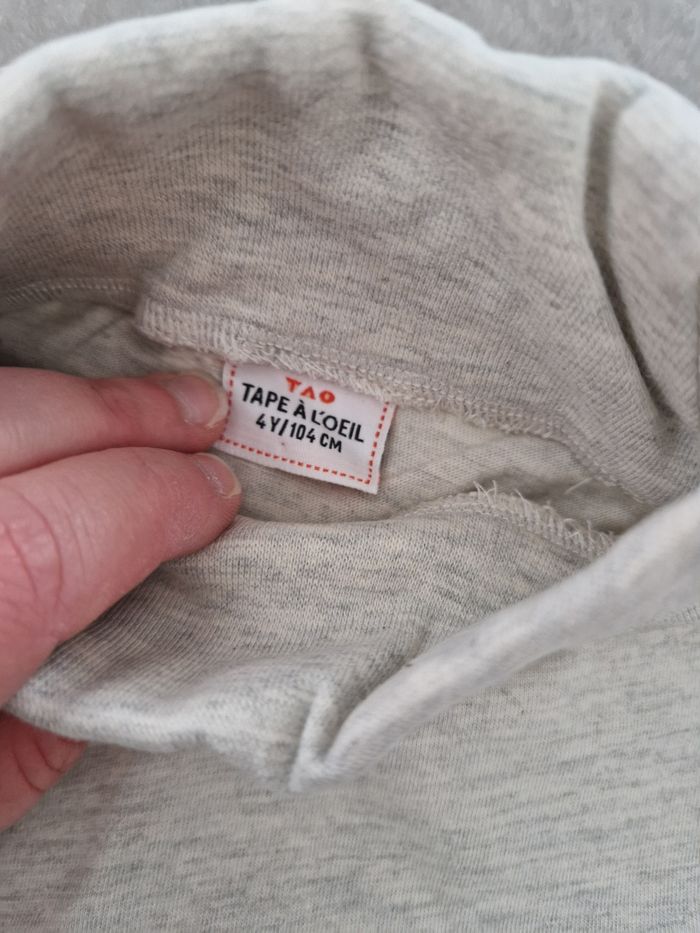 TAO
TAPE À L'OEIL
4Y/104 CM